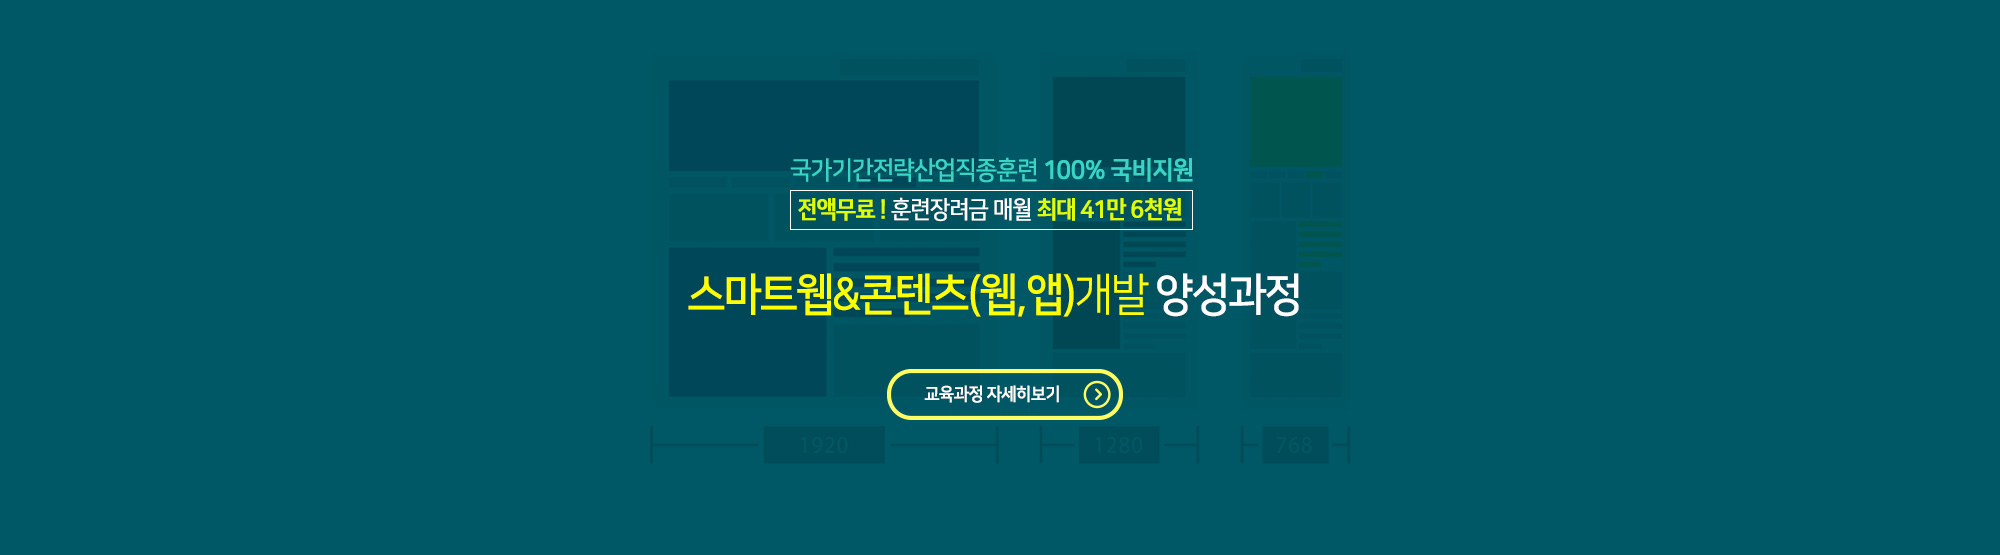 국가기간전략산업직종훈련 100% 국비지원
전액무료! 훈련장려금 매월 최대 41만 6천원
스마트웹&콘텐츠(웹, 앱)개발 양성과정
교육과정 자세히보기
1920 1280 768